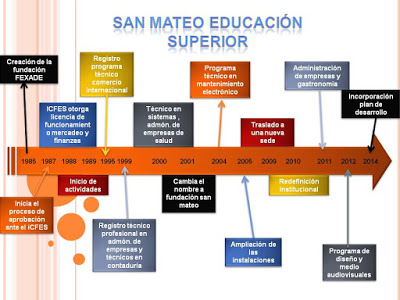 SAN MATEO EDUCACIÓN
SUPERIOR
Creación de la
fundación
FEXADE
Registro
programa
técnico
comercio
internacional
Programa
técnico en
mantenimiento
electrónico
Administración
de empresas y
gastronomía
Incorporación
plan de
desarrollo
ICFES otorga
licencia de
funcionamient
o mercadeo y
finanzas
Técnico en
sistemas ,
admón. de
empresas de
salud
Traslado a
una nueva
sede
1985 1987 1988 1989 1996 1999 2000 2001 2004 2006 2009 2010 2011 2012 2014
Inicio de
actividades
Cambia el
nombre a
fundación san
mateo
Redefinición
institucional
Inicia el
proceso de
aprobación
ante el ICFES
Registro técnico
profesional en
admón. de
empresas y
técnicos en
contaduría
Ampliación de
las
instalaciones
Programa de
diseño y
medio
audiovisuales